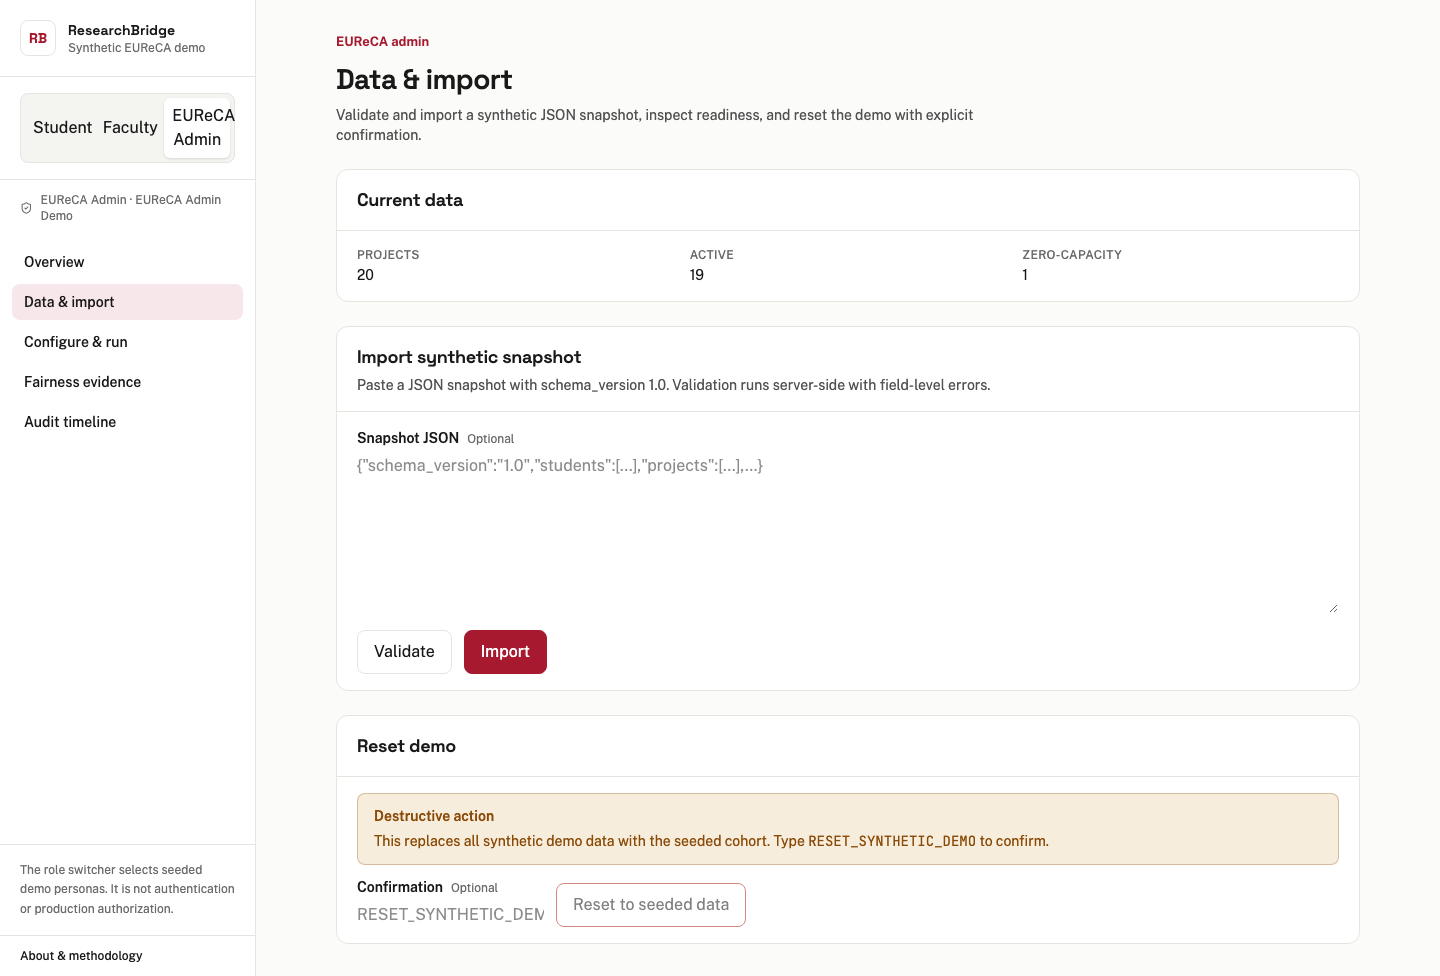 RB
ResearchBridge
Synthetic EUReCA demo
Student
Faculty
EUReCA
Admin
EUReCA Admin · EUReCA Admin
Demo
Overview
Data & import
Configure & run
Fairness evidence
Audit timeline
The role switcher selects seeded
demo personas. It is not authentication
or production authorization.
About & methodology
EUReCA admin
Data & import
Validate and import a synthetic JSON snapshot, inspect readiness, and reset the demo with explicit
confirmation.
Current data
PROJECTS
20
ACTIVE
19
ZERO-CAPACITY
1
Import synthetic snapshot
Paste a JSON snapshot with schema_version 1.0. Validation runs server-side with field-level errors.
Snapshot JSON Optional
{"schema_version":"1.0","students":[...],"projects":[...],...}
Validate
Import
Reset demo
Destructive action
This replaces all synthetic demo data with the seeded cohort. Type RESET_SYNTHETIC_DEMO to confirm.
Confirmation Optional
RESET_SYNTHETIC_DEM
Reset to seeded data